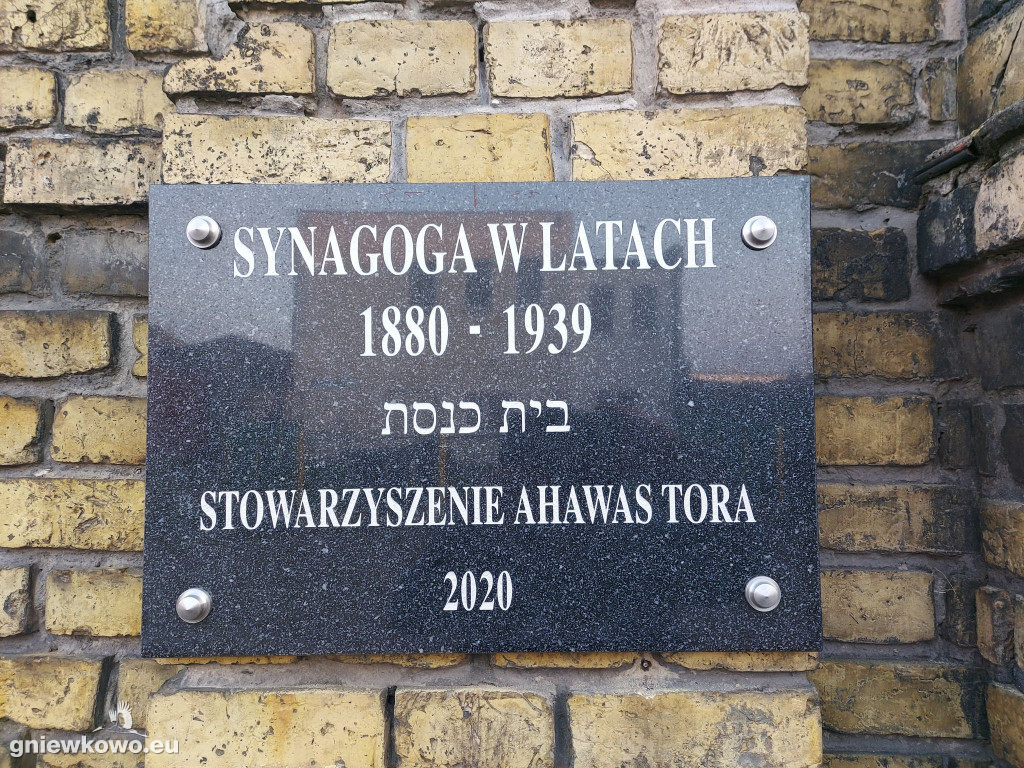 SYNAGOGA W LATACH
1880 - 1939
בית כנסת
STOWARZYSZENIE AHAWAS TORA
2020
gniewkowo.eu